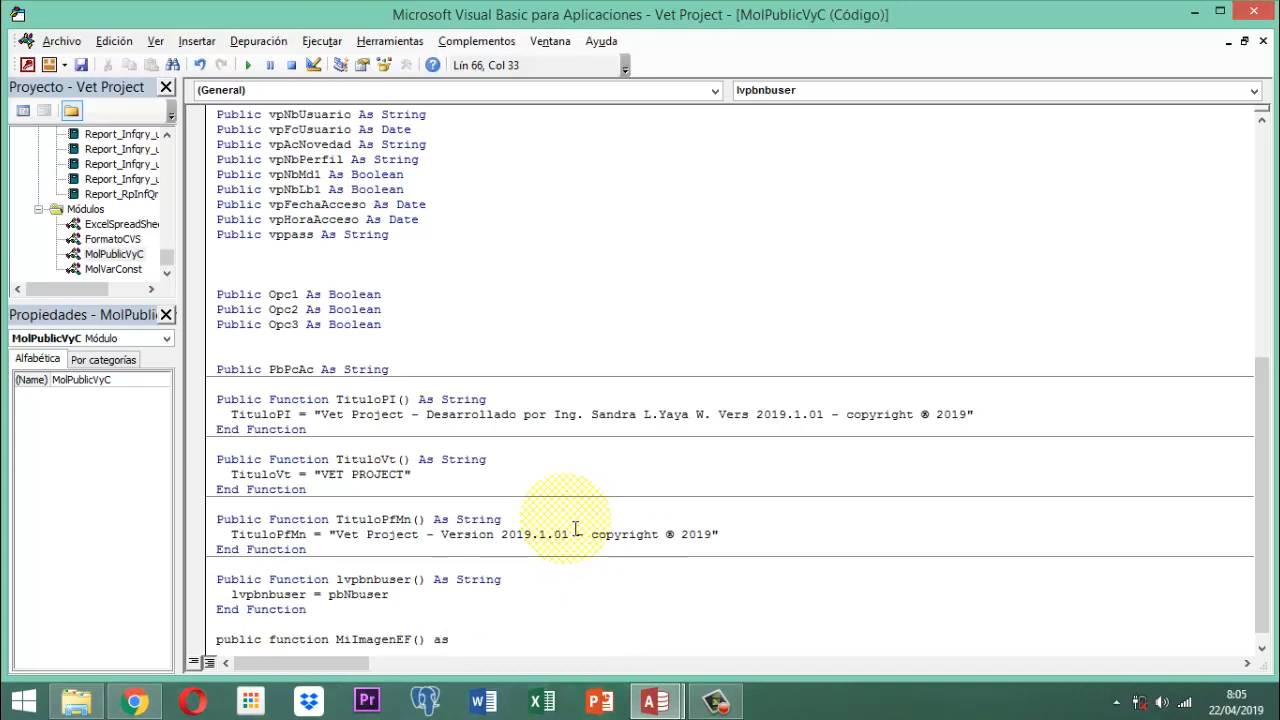 Microsoft Visual Basic para Aplicaciones - Vet Project - [MolPublicVyC (Código)]
Archivo Edición Ver Insertar Depuración Ejecutar Herramientas Complementos Ventana Ayuda
Lín 66, Col 33
Proyecto - Vet Project
(General)
lvpbnbuser
Report_Infqry_u
Report_Infqry_u
Report_Infqry_u
Report_Infqry_u
Report_RpInfQr
Módulos
ExcelSpreadShe
FormatoCVS
MolPublicVyC
MolVarConst
Propiedades - MolPubli
MolPublicVyC Módulo
Alfabética Por categorías
(Name) MolPublicVyC
Public vpNbUsuario As String
Public vpFcUsuario As Date
Public vpAcNovedad As String
Public vpNbPerfil As String
Public vpNbMd1 As Boolean
Public vpNbLb1 As Boolean
Public vpFechaAcceso As Date
Public vpHoraAcceso As Date
Public vppass As String
Public Opc1 As Boolean
Public Opc2 As Boolean
Public Opc3 As Boolean
Public PbPcAc As String
Public Function TituloPI() As String
TituloPI = "Vet Project - Desarrollado por Ing. Sandra L.Yaya W. Vers 2019.1.01 - copyright ® 2019"
End Function
Public Function TituloVt() As String
TituloVt = "VET PROJECT"
End Function
Public Function TituloPfMn() As String
TituloPfMn = "Vet Project - Version 2019.1.01 - copyright ® 2019"
End Function
Public Function lvpbnbuser() As String
lvpbnbuser = pbNbuser
End Function
public function MiImagenEF() as
8:05
22/04/2019